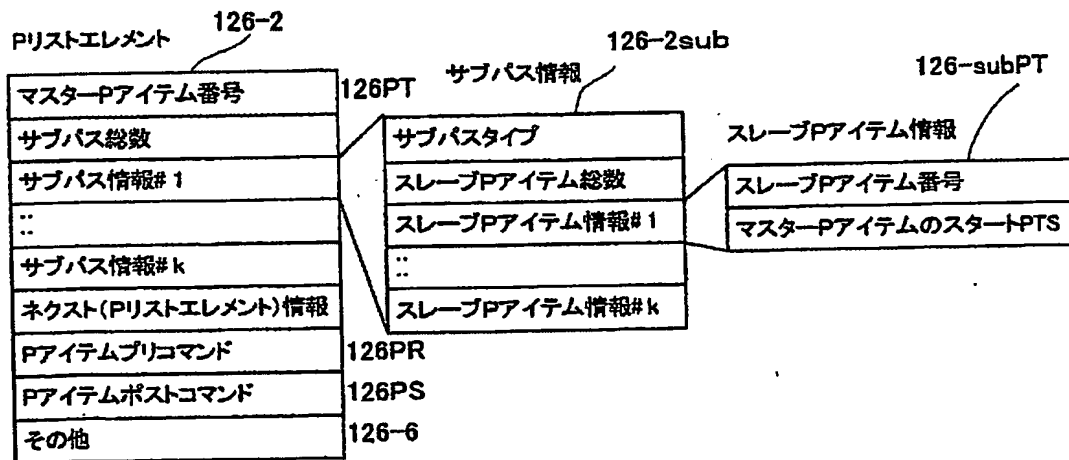 Pリストエレメント
126-2
マスターPアイテム番号
126PT
サブパス総数
サブパス情報#1
::
サブパス情報#k
ネクスト(Pリストエレメント)情報
Pアイテムプリコマンド
126PR
Pアイテムポストコマンド
126PS
その他
126-6
サブパス情報
126-2sub
サブパスタイプ
スレーブPアイテム総数
スレーブPアイテム情報#1
::
スレーブPアイテム情報#k
スレーブPアイテム情報
126-subPT
スレーブPアイテム番号
マスターPアイテムのスタートPTS